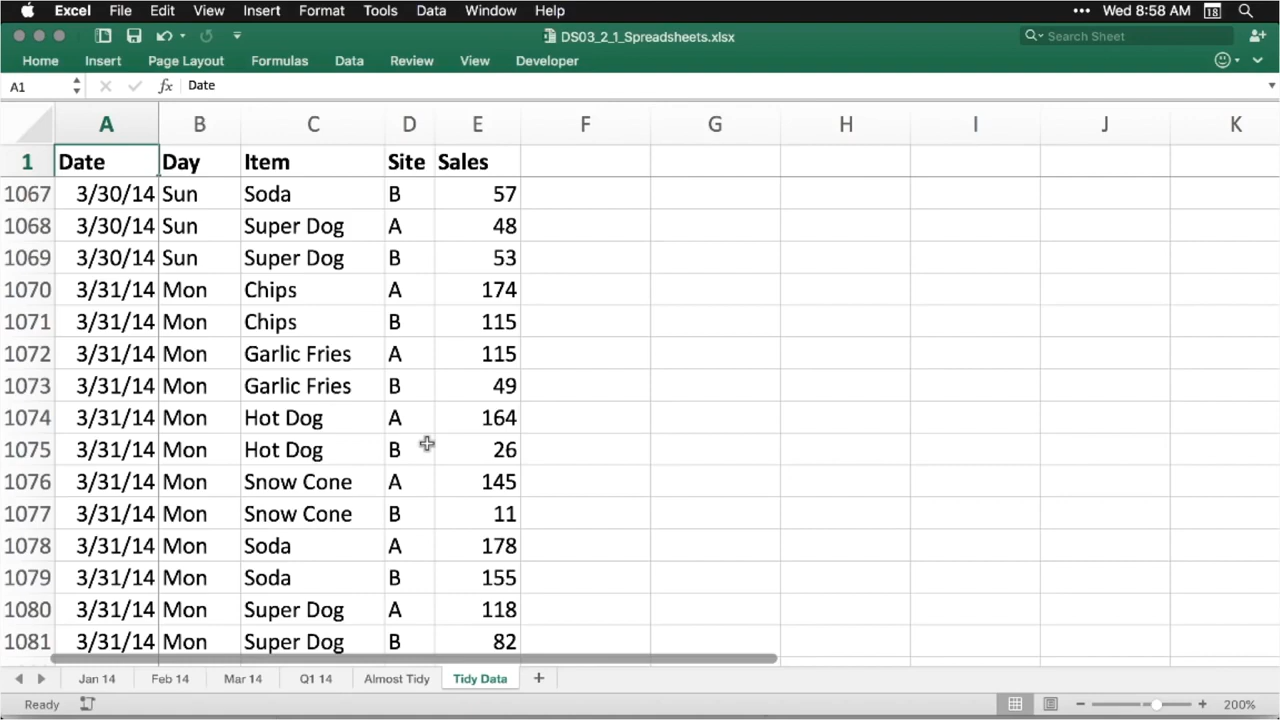 Excel File Edit View Insert Format Tools Data Window Help ••• Wed 8:58 AM 18
DS03_2_1_Spreadsheets.xlsx Search Sheet
Home Insert Page Layout Formulas Data Review View Developer
A1 fx Date
A B C D E F G H I J K
1 Date Day Item Site Sales
1067 3/30/14 Sun Soda B 57
1068 3/30/14 Sun Super Dog A 48
1069 3/30/14 Sun Super Dog B 53
1070 3/31/14 Mon Chips A 174
1071 3/31/14 Mon Chips B 115
1072 3/31/14 Mon Garlic Fries A 115
1073 3/31/14 Mon Garlic Fries B 49
1074 3/31/14 Mon Hot Dog A 164
1075 3/31/14 Mon Hot Dog B 26
1076 3/31/14 Mon Snow Cone A 145
1077 3/31/14 Mon Snow Cone B 11
1078 3/31/14 Mon Soda A 178
1079 3/31/14 Mon Soda B 155
1080 3/31/14 Mon Super Dog A 118
1081 3/31/14 Mon Super Dog B 82
Jan 14 Feb 14 Mar 14 Q1 14 Almost Tidy Tidy Data +
Ready 200%